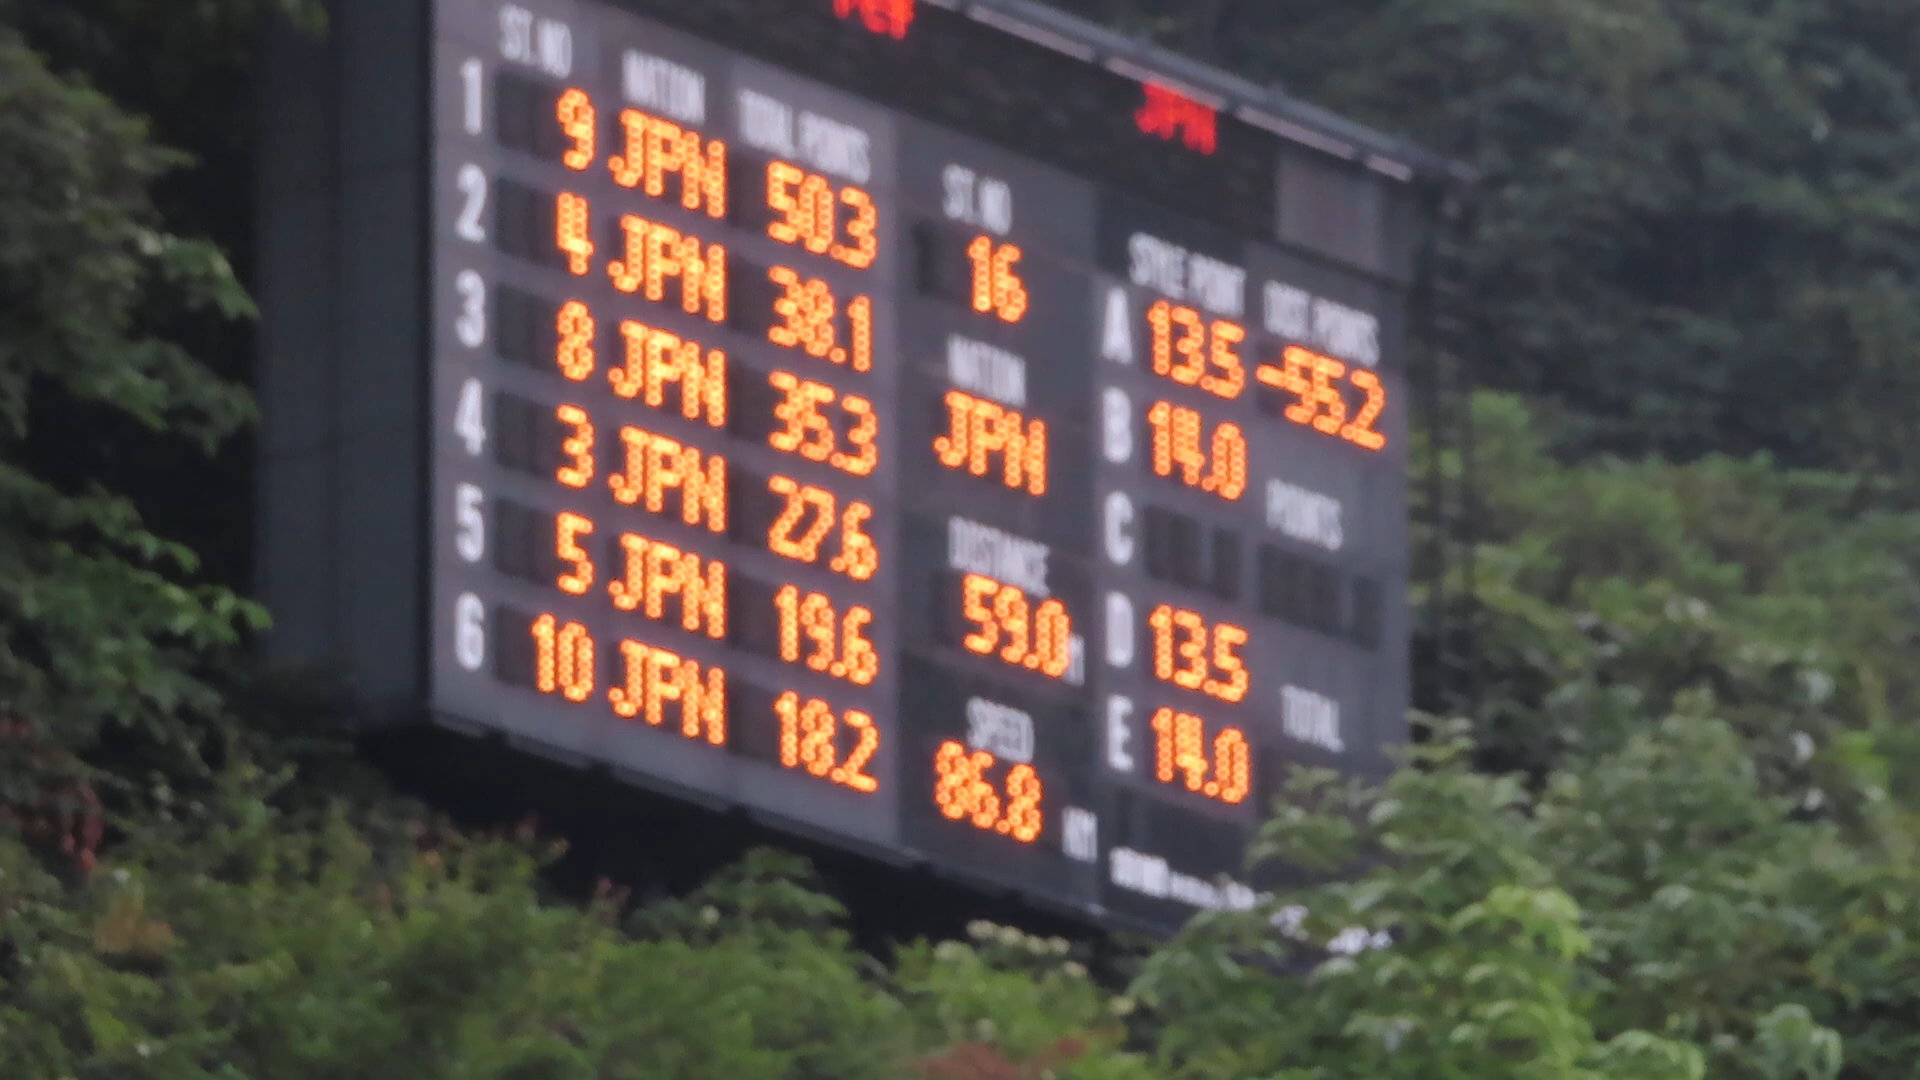 JPN
ST.NO NATION TOTAL POINTS
1 9 JPN 50.3
2 4 JPN 38.1
3 8 JPN 35.3
4 3 JPN 27.6
5 5 JPN 19.6
6 10 JPN 18.2
ST.NO
16
NATION
JPN
DISTANCE
59.0 M
SPEED
86.8 KM
STYLE POINT
A 13.5
B 14.0
C
D 13.5
E 14.0
DIST. POINTS
-55.2
POINTS
TOTAL